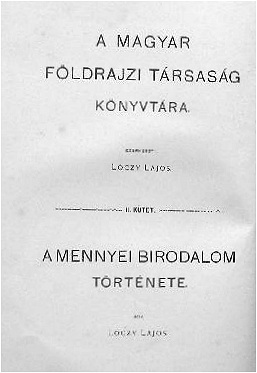 A MAGYAR
FÖLDRAJZI TÁRSASÁG
KÖNYVTÁRA.
LÓCZY LAJOS.
II. KÖTET.
A MENNYEI BIRODALOM
TÖRTÉNETE.
LÓCZY LAJOS